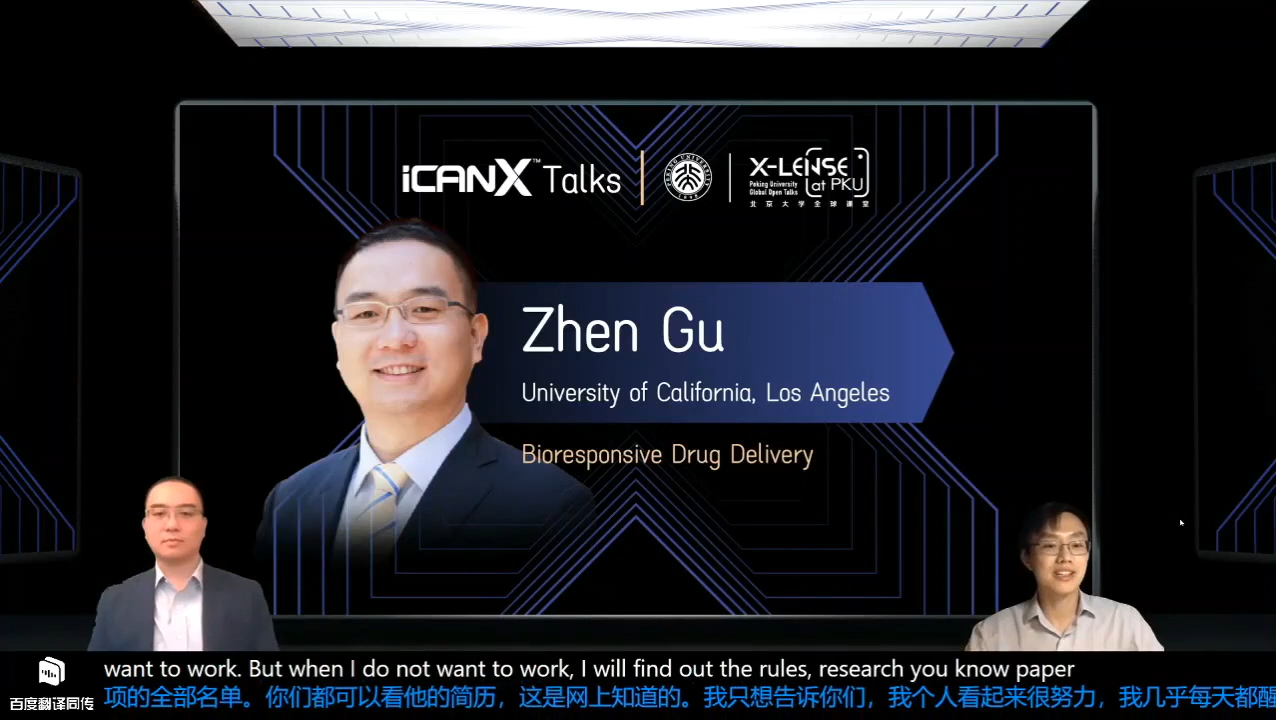 iCANX™ Talks
PEKING UNIVERSITY
1898
X-LENSE
Peking University
Global Open Talks
at PKU
北京大学全球课堂
Zhen Gu
University of California, Los Angeles
Bioresponsive Drug Delivery
want to work. But when I do not want to work, I will find out the rules, research you know paper
百度翻译同传
项的全部名单。你们都可以看他的简历，这是网上知道的。我只想告诉你们，我个人看起来很努力，我几乎每天都醒